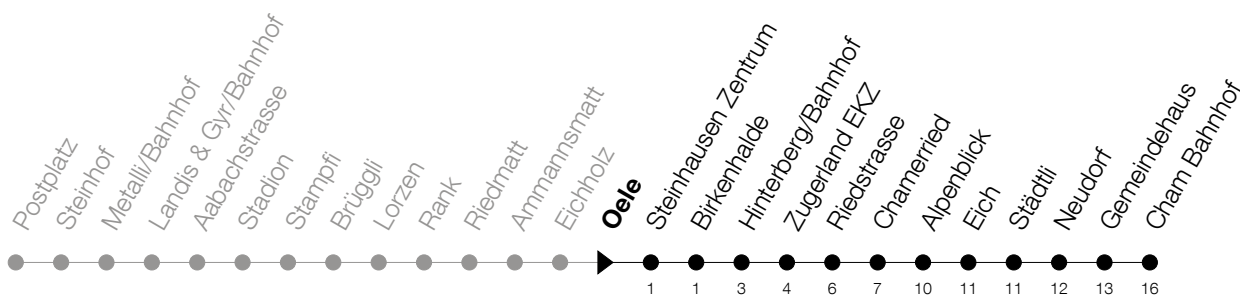 Postplatz
Steinhof
Metalli/Bahnhof
Landis & Gyr/Bahnhof
Aabachstrasse
Stadion
Stampfi
Brüggli
Lorzen
Rank
Riedmatt
Ammannsmatt
Eichholz
Oele
Steinhausen Zentrum
Birkenhalde
Hinterberg/Bahnhof
Zugerland EKZ
Riedstrasse
Chamerried
Alpenblick
Eich
Städtli
Neudorf
Gemeindehaus
Cham Bahnhof
1 1 3 4 6 7 10 11 11 12 13 16